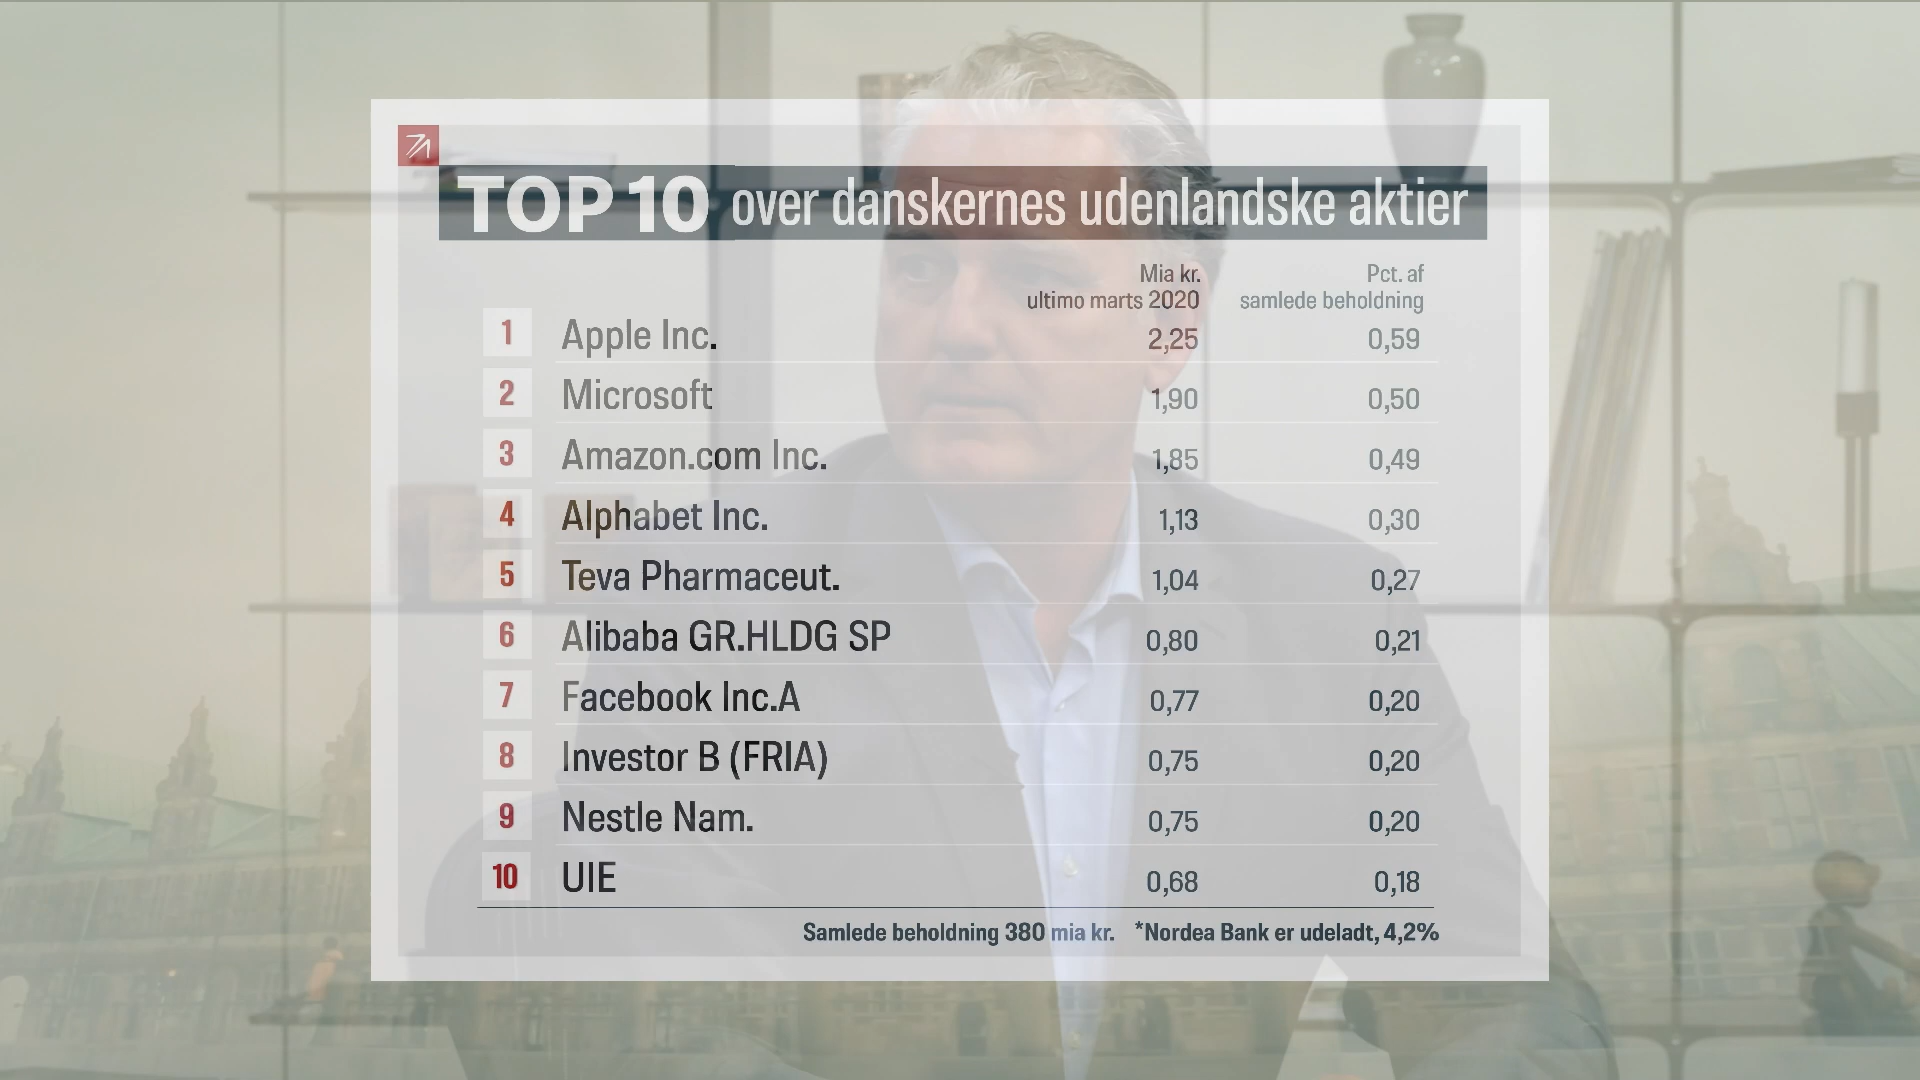 TOP 10 over danskernes udenlandske aktier
Mia kr. Pct. af
ultimo marts 2020 samlede beholdning
1 Apple Inc. 2,25 0,59
2 Microsoft 1,90 0,50
3 Amazon.com Inc. 1,85 0,49
4 Alphabet Inc. 1,13 0,30
5 Teva Pharmaceut. 1,04 0,27
6 Alibaba GR.HLDG SP 0,80 0,21
7 Facebook Inc.A 0,77 0,20
8 Investor B (FRIA) 0,75 0,20
9 Nestle Nam. 0,75 0,20
10 UIE 0,68 0,18
Samlede beholdning 380 mia kr. *Nordea Bank er udeladt, 4,2%